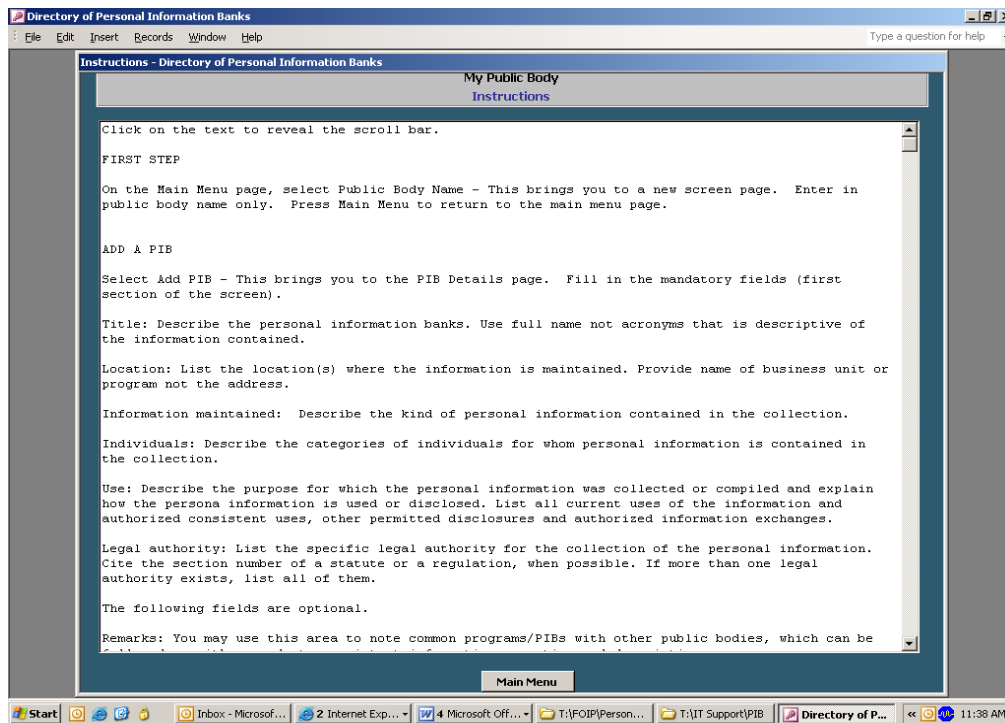 Directory of Personal Information Banks
File Edit Insert Records Window Help Type a question for help
Instructions - Directory of Personal Information Banks
My Public Body
Instructions
Click on the text to reveal the scroll bar.
FIRST STEP
On the Main Menu page, select Public Body Name - This brings you to a new screen page. Enter in
public body name only. Press Main Menu to return to the main menu page.
ADD A PIB
Select Add PIB - This brings you to the PIB Details page. Fill in the mandatory fields (first
section of the screen).
Title: Describe the personal information banks. Use full name not acronyms that is descriptive of
the information contained.
Location: List the location(s) where the information is maintained. Provide name of business unit or
program not the address.
Information maintained: Describe the kind of personal information contained in the collection.
Individuals: Describe the categories of individuals for whom personal information is contained in
the collection.
Use: Describe the purpose for which the personal information was collected or compiled and explain
how the persona information is used or disclosed. List all current uses of the information and
authorized consistent uses, other permitted disclosures and authorized information exchanges.
Legal authority: List the specific legal authority for the collection of the personal information.
Cite the section number of a statute or a regulation, when possible. If more than one legal
authority exists, list all of them.
The following fields are optional.
Remarks: You may use this area to note common programs/PIBs with other public bodies, which can be
Main Menu
Start Inbox - Microsof... 2 Internet Exp... 4 Microsoft Off... T:\FOIP\Person... T:\IT Support\PIB Directory of P... « 11:38 AM